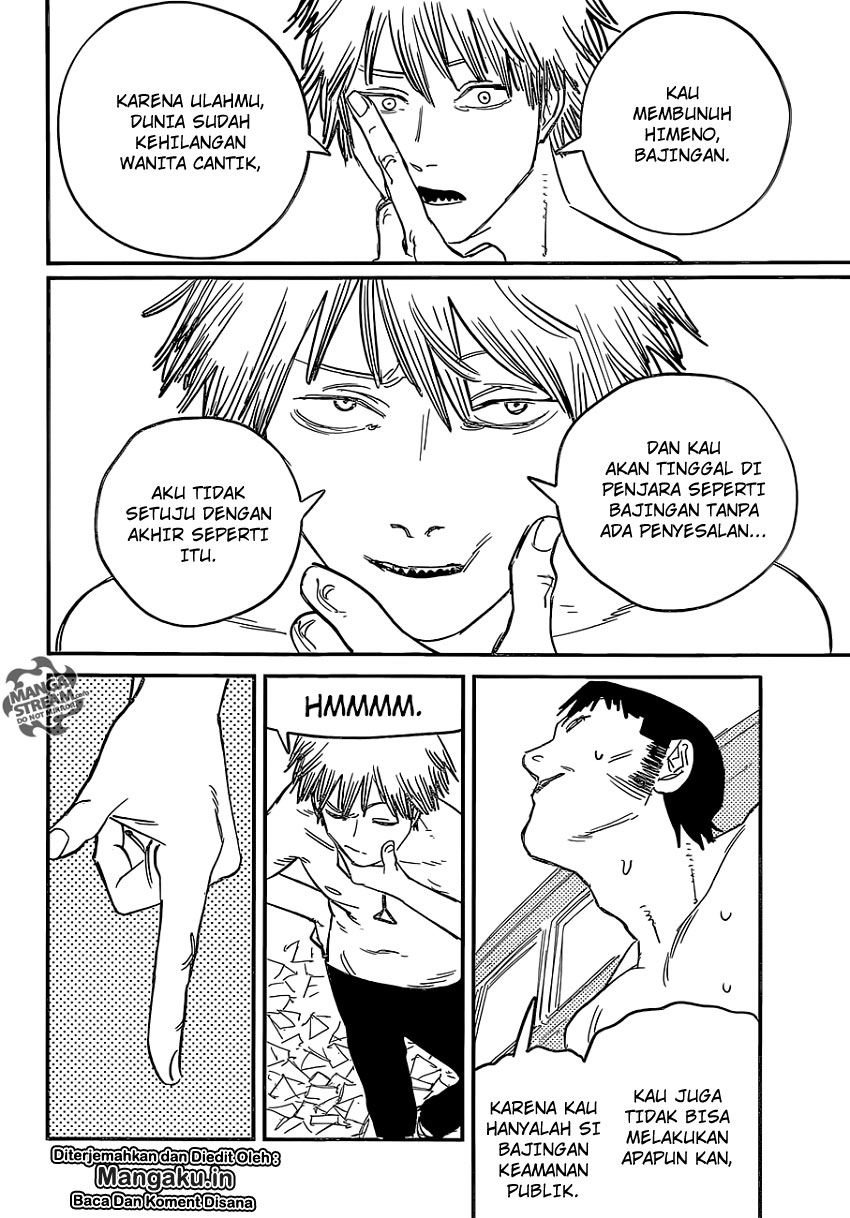 KAU
MEMBUNUH
HIMENO,
BAJINGAN.
KARENA ULAHMU,
DUNIA SUDAH
KEHILANGAN
WANITA CANTIK,
DAN KAU
AKAN TINGGAL DI
PENJARA SEPERTI
BAJINGAN TANPA
ADA PENYESALAN...
AKU TIDAK
SETUJU DENGAN
AKHIR SEPERTI
ITU.
KAU JUGA
TIDAK BISA
MELAKUKAN
APAPUN KAN,
KARENA KAU
HANYALAH SI
BAJINGAN
KEAMANAN
PUBLIK.
HMMMM.
MANGA
STREAM.com
Diterjemahkan dan Diedit Oleh:
Mangaku.in
Baca Dan Koment Disana